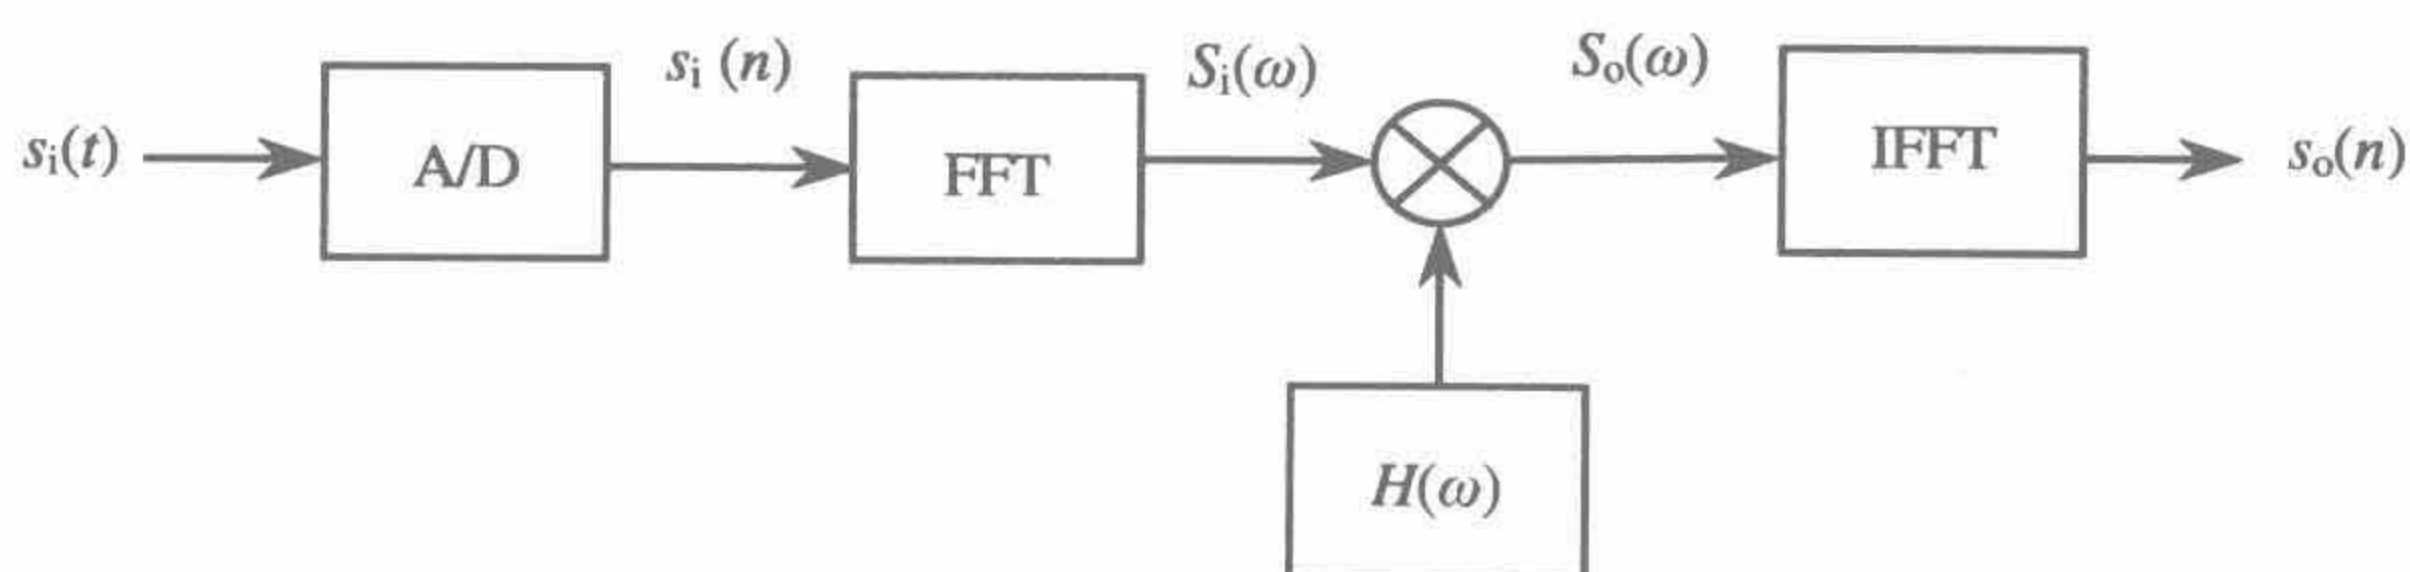 sᵢ(t)
A/D
sᵢ (n)
FFT
Sᵢ(ω)
Sₒ(ω)
IFFT
sₒ(n)
H(ω)